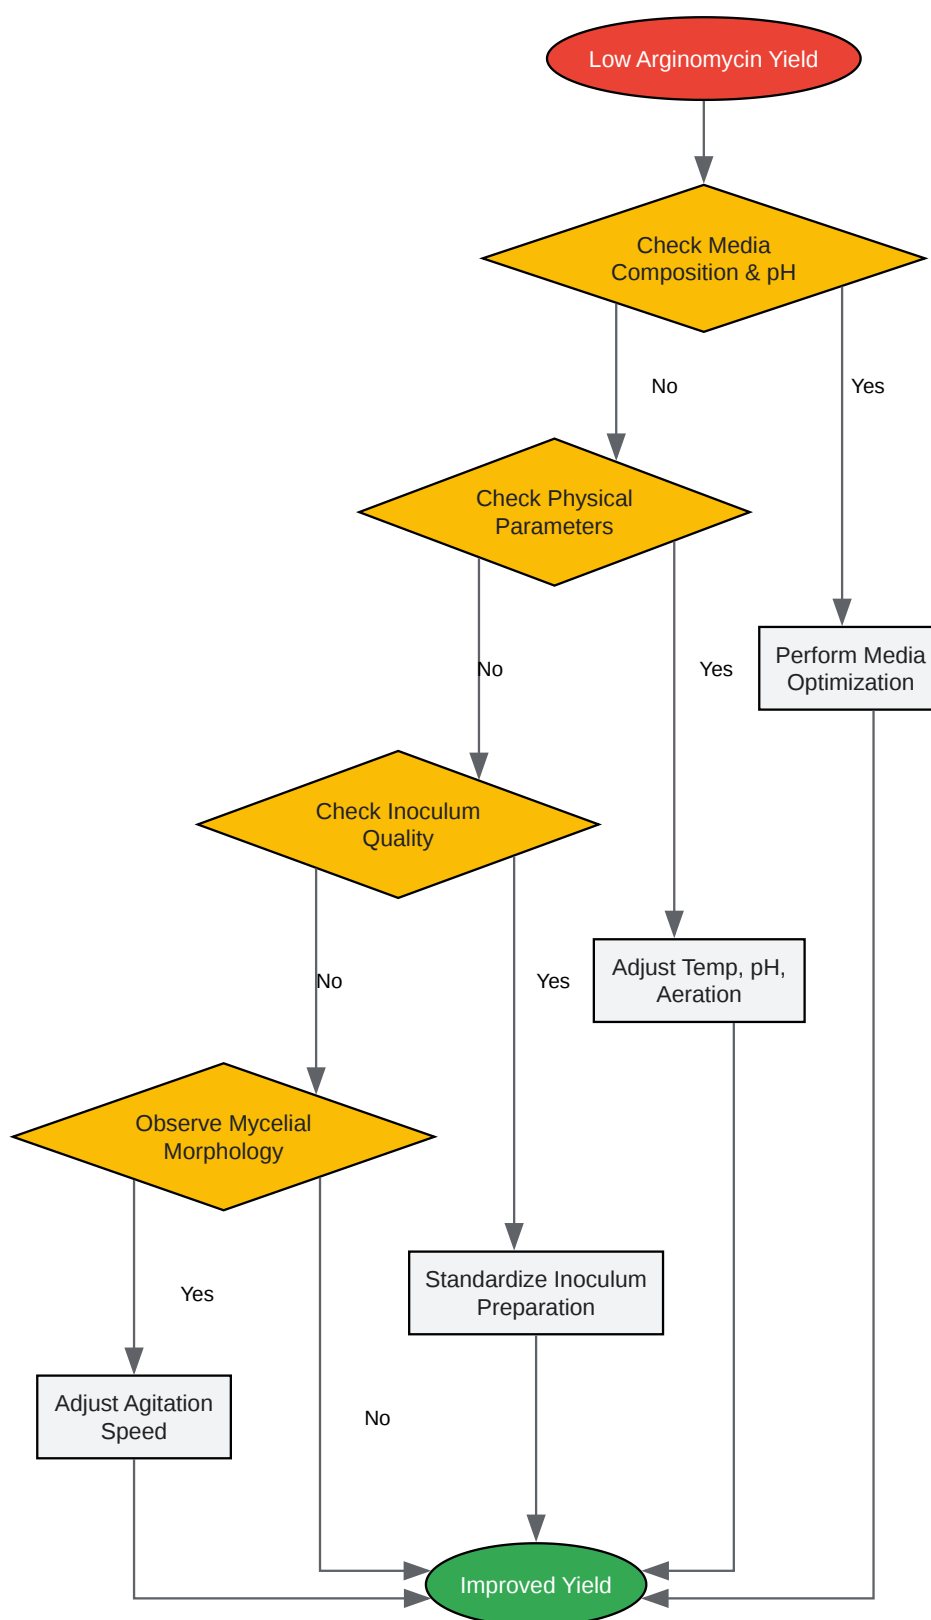 Low Arginomycin Yield
Check Media
Composition & pH
No
Yes
Check Physical
Parameters
No
Yes
Perform Media
Optimization
Check Inoculum
Quality
No
Yes
Adjust Temp, pH,
Aeration
Observe Mycelial
Morphology
Yes
No
Standardize Inoculum
Preparation
Adjust Agitation
Speed
Improved Yield